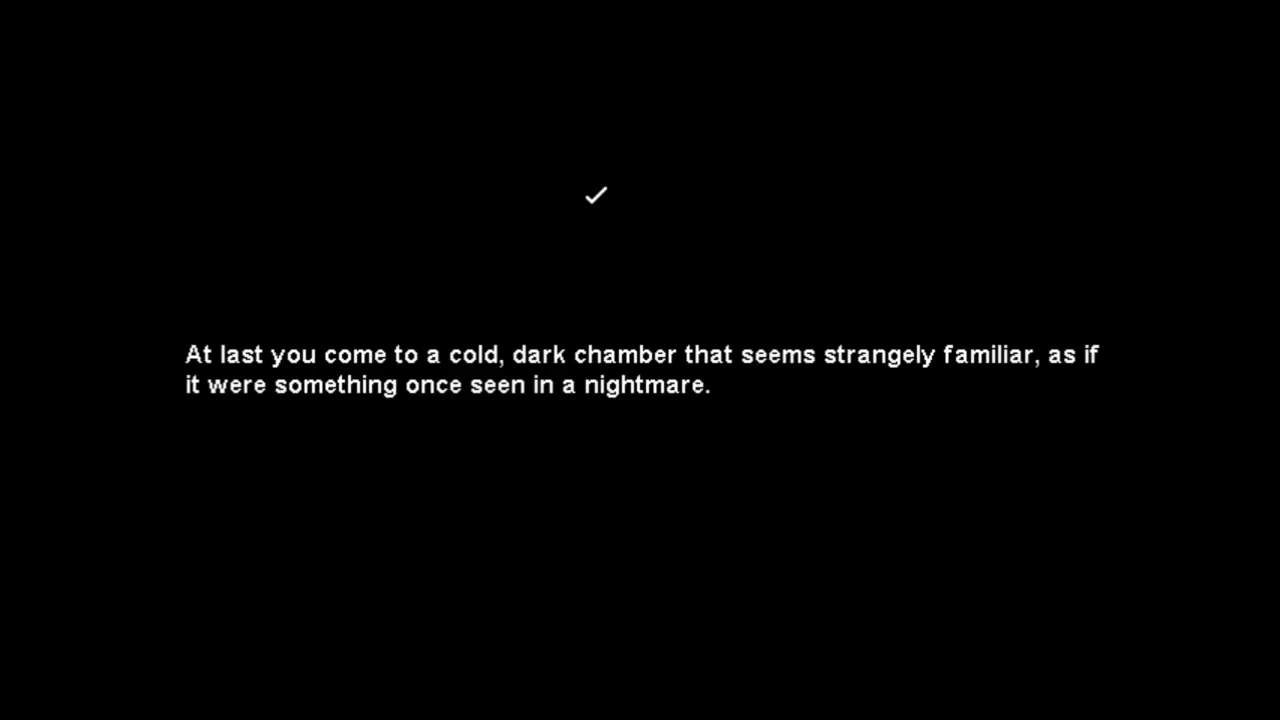 At last you come to a cold, dark chamber that seems strangely familiar, as if
it were something once seen in a nightmare.